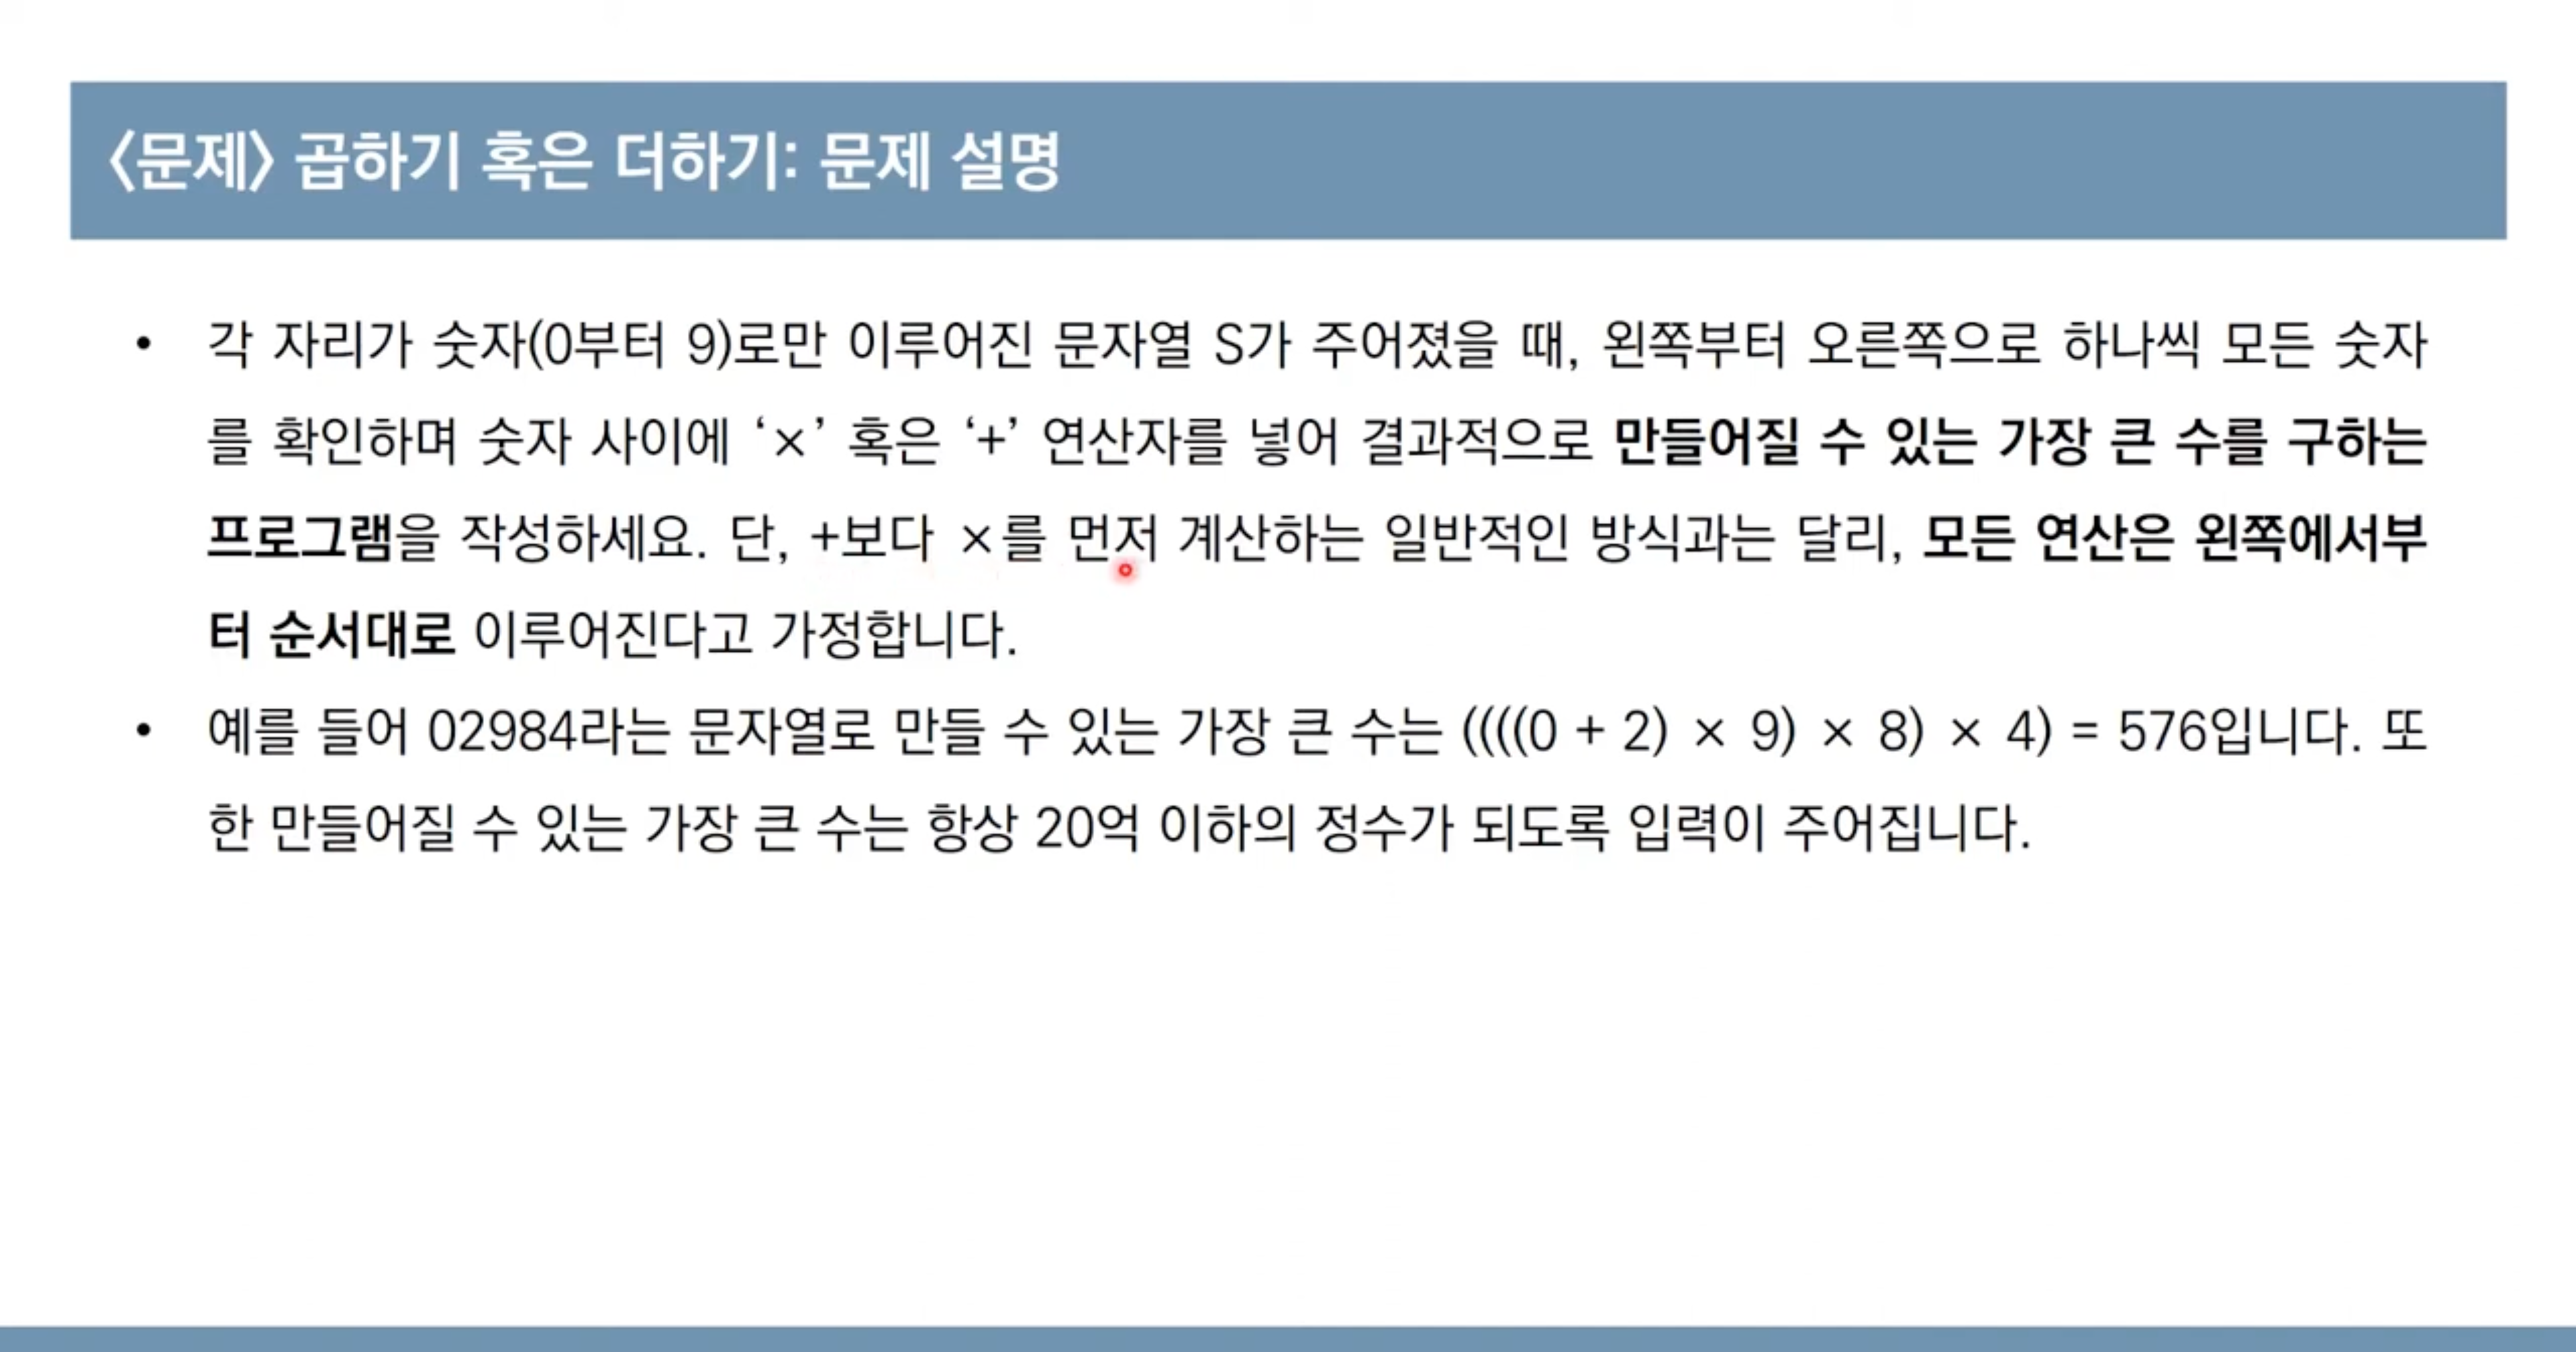 <문제> 곱하기 혹은 더하기: 문제 설명
• 각 자리가 숫자(0부터 9)로만 이루어진 문자열 S가 주어졌을 때, 왼쪽부터 오른쪽으로 하나씩 모든 숫자
를 확인하며 숫자 사이에 ‘×’ 혹은 ‘+’ 연산자를 넣어 결과적으로 만들어질 수 있는 가장 큰 수를 구하는
프로그램을 작성하세요. 단, +보다 ×를 먼저 계산하는 일반적인 방식과는 달리, 모든 연산은 왼쪽에서부
터 순서대로 이루어진다고 가정합니다.
• 예를 들어 02984라는 문자열로 만들 수 있는 가장 큰 수는 ((((0 + 2) × 9) × 8) × 4) = 576입니다. 또
한 만들어질 수 있는 가장 큰 수는 항상 20억 이하의 정수가 되도록 입력이 주어집니다.